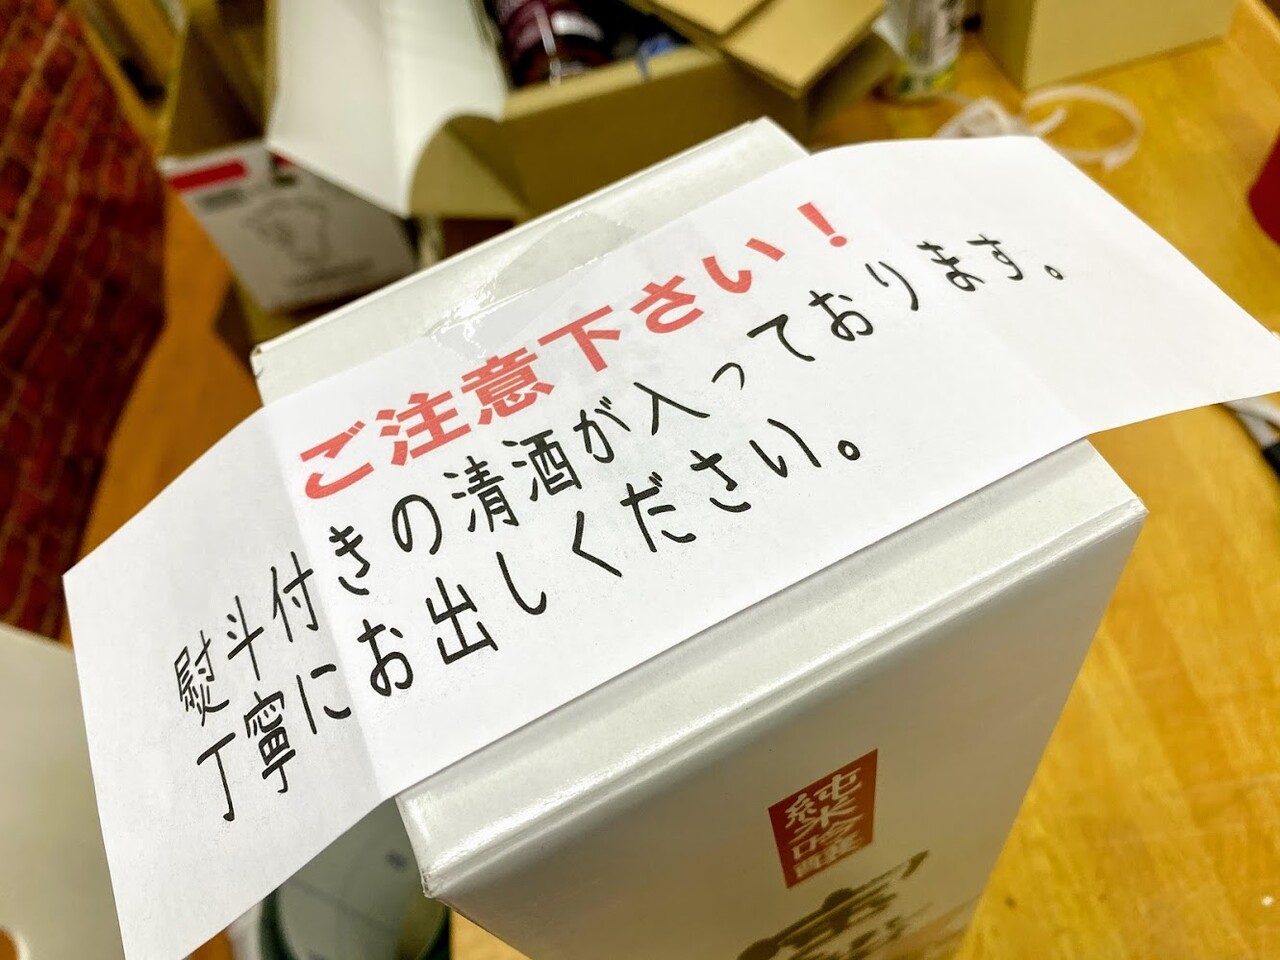 ご注意下さい！
熨斗付きの清酒が入っております。
丁寧にお出しください。
純米吟醸